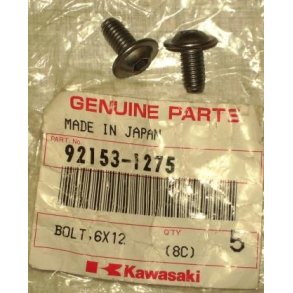 GENUINE PARTS
MADE IN JAPAN
PART No.
92153-1275
BOLT,6X12 QTY 5
(8C)
Kawasaki